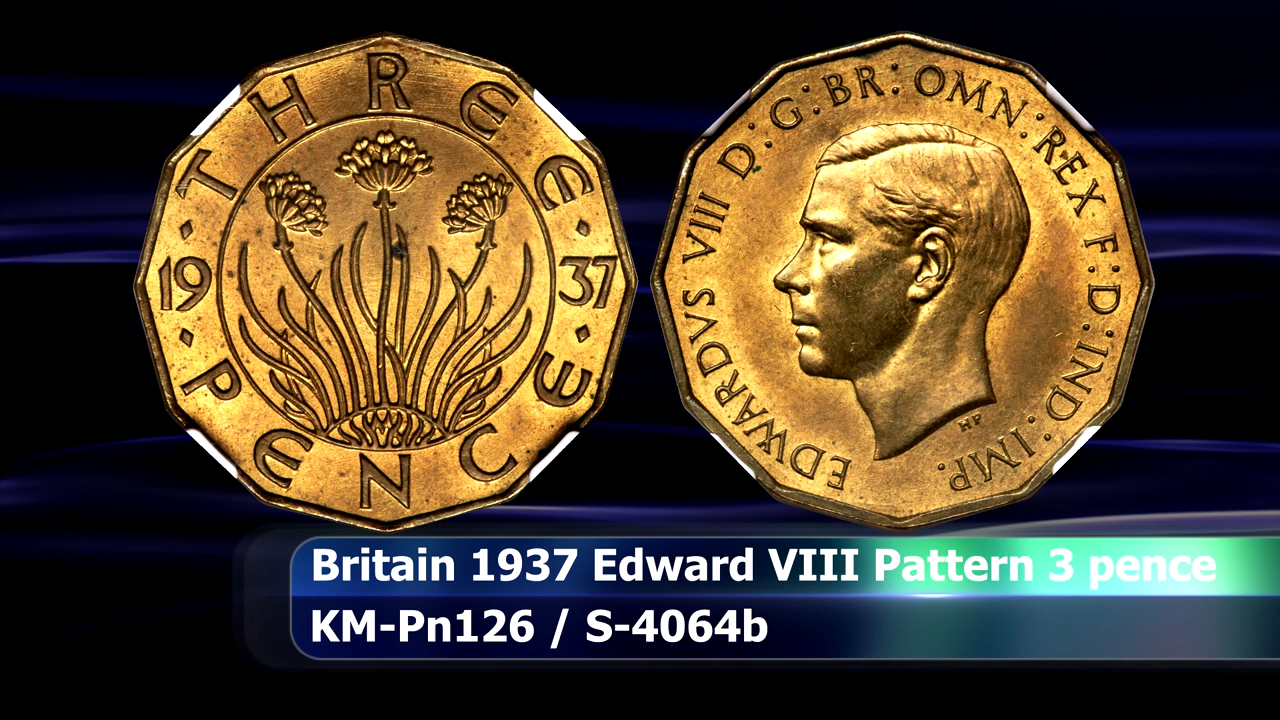 THREE
19 37
PENCE
EDWARDVS VIII D:G:BR:OMN:REX F:D:IND:IMP.
HP
Britain 1937 Edward VIII Pattern 3 pence
KM-Pn126 / S-4064b